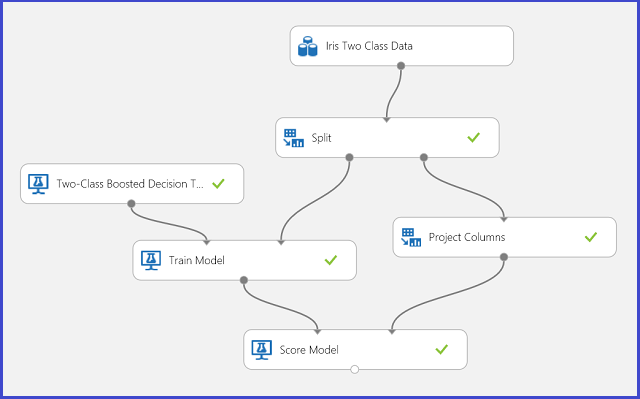 Iris Two Class Data
Split
Two-Class Boosted Decision T...
Project Columns
Train Model
Score Model